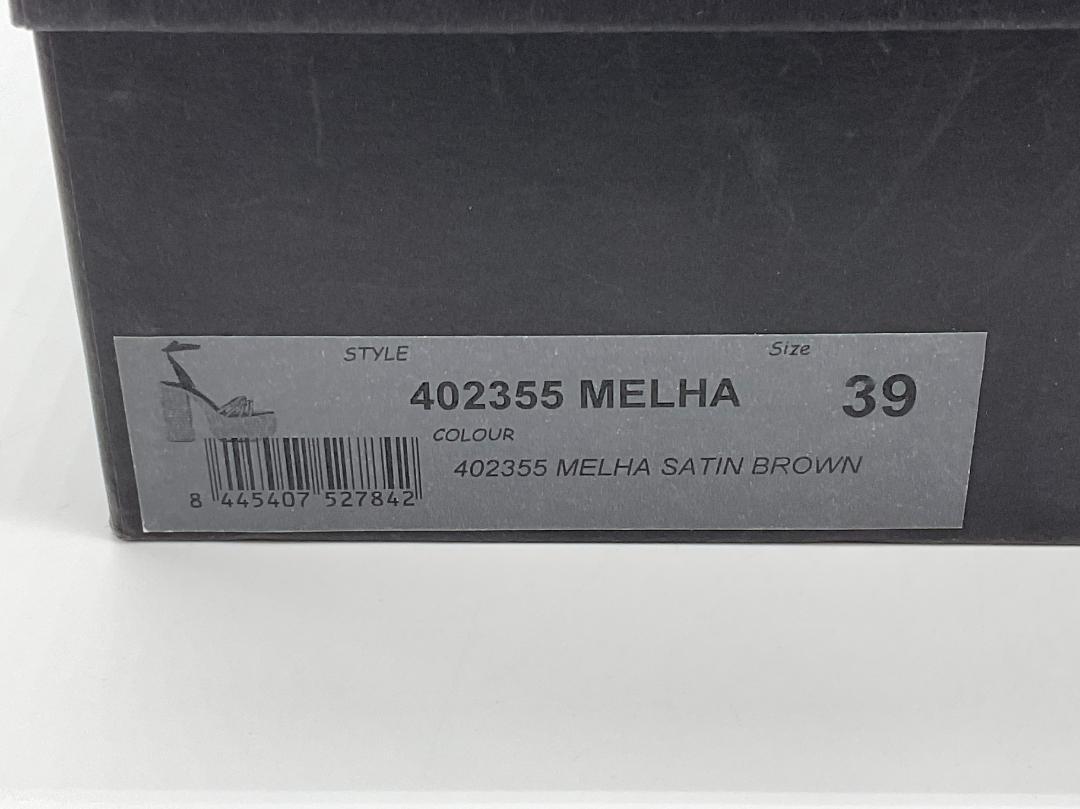 STYLE
Size
402355 MELHA
39
COLOUR
402355 MELHA SATIN BROWN
8 445407 527842